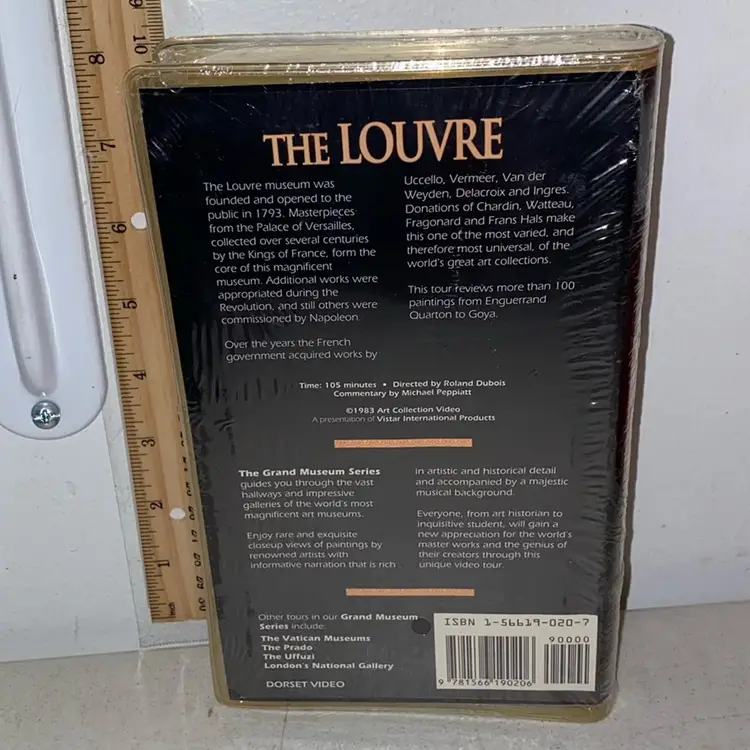 THE LOUVRE
The Louvre museum was
founded and opened to the
public in 1793. Masterpieces
from the Palace of Versailles,
collected over several centuries
by the Kings of France, form the
core of this magnificent
museum. Additional works were
appropriated during the
Revolution, and still others were
commissioned by Napoleon.
Over the years the French
government acquired works by
Uccello, Vermeer, Van der
Weyden, Delacroix and Ingres.
Donations of Chardin, Watteau,
Fragonard and Frans Hals make
this one of the most varied, and
therefore most universal, of the
world's great art collections.
This tour reviews more than 100
paintings from Enguerrand
Quarton to Goya.
Time: 105 minutes • Directed by Roland Dubois
Commentary by Michael Peppiatt
©1983 Art Collection Video
A presentation of Vistar International Products
The Grand Museum Series
guides you through the vast
hallways and impressive
galleries of the world's most
magnificent art museums.
Enjoy rare and exquisite
closeup views of paintings by
renowned artists with
informative narration that is rich
in artistic and historical detail
and accompanied by a majestic
musical background.
Everyone, from art historian to
inquisitive student, will gain a
new appreciation for the world's
master works and the genius of
their creators through this
unique video tour.
Other tours in our Grand Museum
Series include:
The Vatican Museums
The Prado
The Uffuzi
London's National Gallery
DORSET VIDEO
ISBN 1-56619-020-7
90000
9 781566 190206
8
7
6
5
4
3
2
1
inch
10